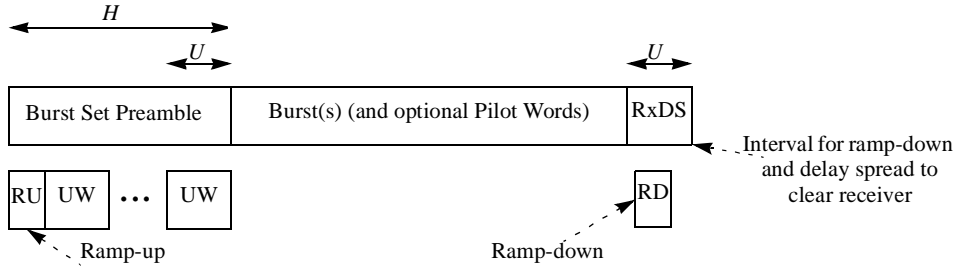 H
U
U
Burst Set Preamble
Burst(s) (and optional Pilot Words)
RxDS
Interval for ramp-down
and delay spread to
clear receiver
RU
UW
...
UW
RD
Ramp-up
Ramp-down